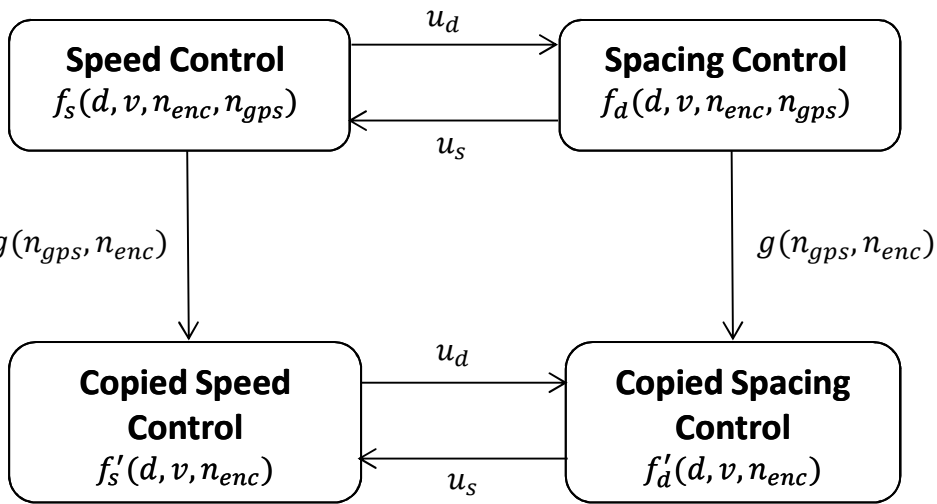 u_d
Speed Control
f_s(d, v, n_enc, n_gps)
Spacing Control
f_d(d, v, n_enc, n_gps)
u_s
g(n_gps, n_enc)
g(n_gps, n_enc)
u_d
Copied Speed
Control
f_s'(d, v, n_enc)
Copied Spacing
Control
f_d'(d, v, n_enc)
u_s